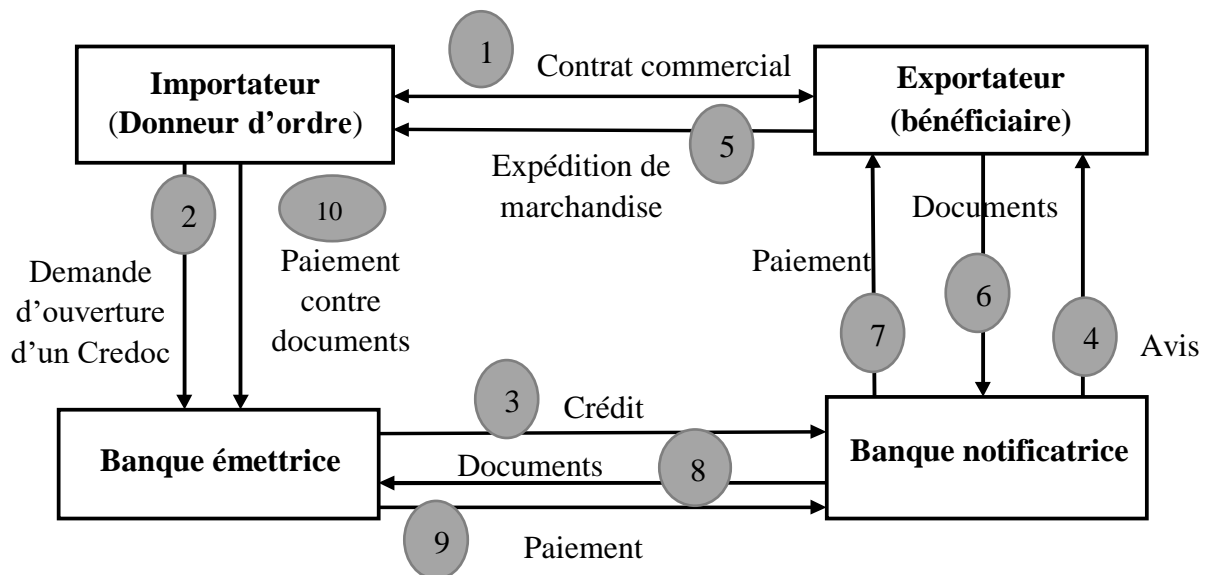 1
Importateur
(Donneur d’ordre)
Contrat commercial
Exportateur
(bénéficiaire)
5
Expédition de
marchandise
2
10
Documents
Demande
d’ouverture
d’un Credoc
Paiement
contre
documents
Paiement
6
7
4
Avis
3
Crédit
Banque émettrice
Banque notificatrice
Documents
8
9
Paiement